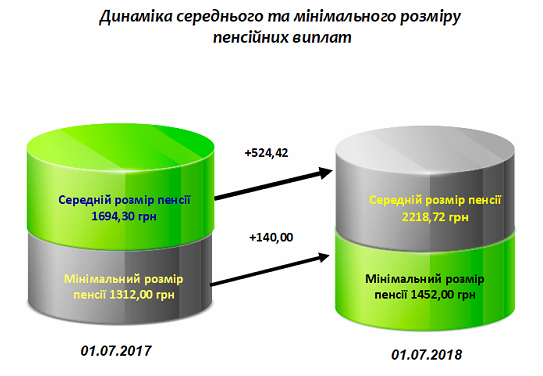 Динаміка середнього та мінімального розміру
пенсійних виплат
+524,42
Середній розмір пенсії
1694,30 грн
Середній розмір пенсії
2218,72 грн
+140,00
Мінімальний розмір
пенсії 1312,00 грн
Мінімальний розмір
пенсії 1452,00 грн
01.07.2017
01.07.2018